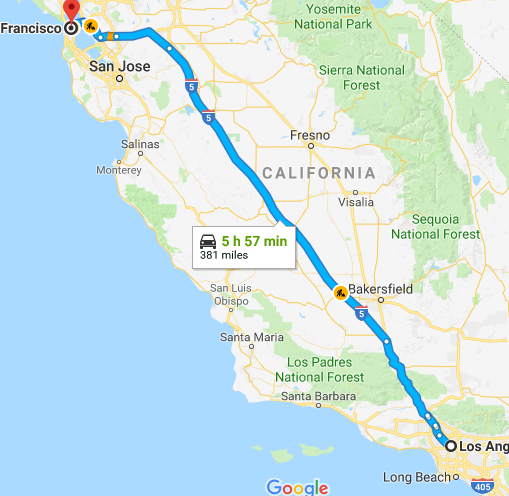 Yosemite
National Park
Francisco
San Jose
Sierra National
Forest
5
5
Fresno
Salinas
Monterey
CALIFORNIA
Visalia
Sequoia
National Forest
5 h 57 min
381 miles
San Luis
Obispo
Bakersfield
5
Santa Maria
Los Padres
National Forest
Santa Barbara
Los Ang
Long Beach
405
Google